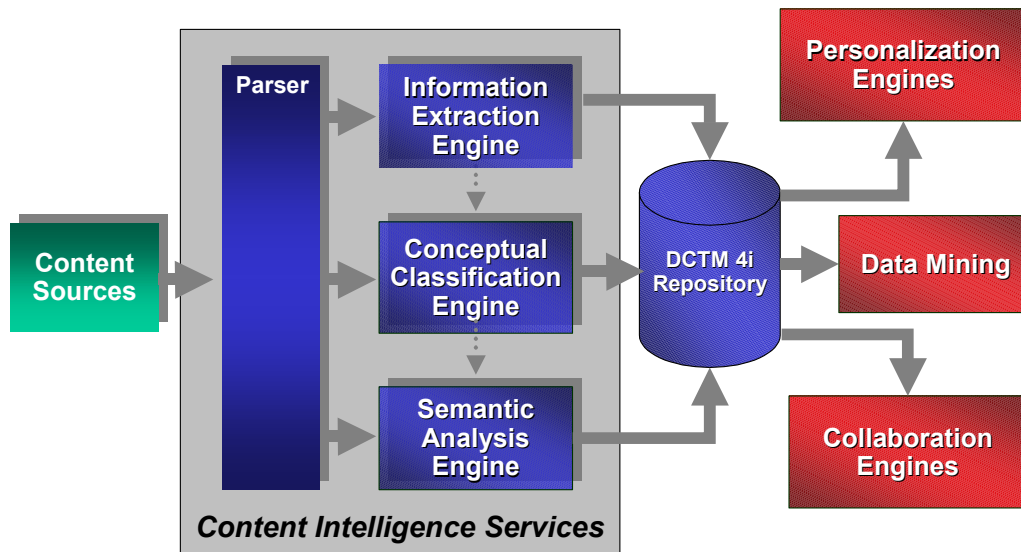 Content
Sources
Parser
Information
Extraction
Engine
Conceptual
Classification
Engine
Semantic
Analysis
Engine
Content Intelligence Services
DCTM 4i
Repository
Personalization
Engines
Data Mining
Collaboration
Engines